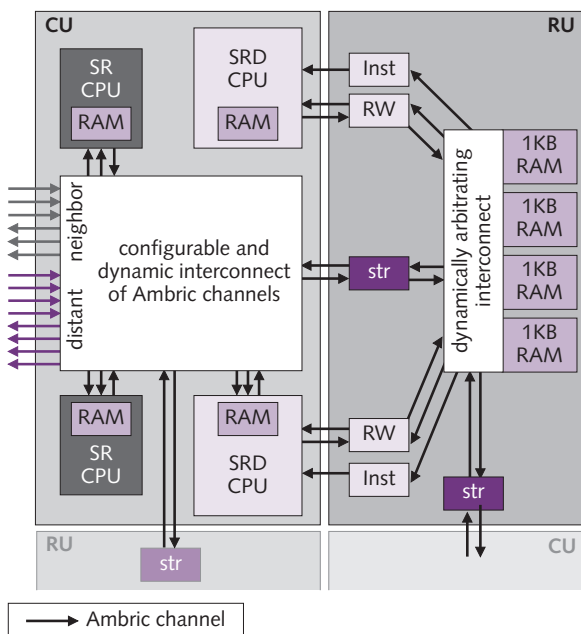 CU
SR
CPU
RAM
SRD
CPU
RAM
Inst
RW
RU
1KB
RAM
1KB
RAM
1KB
RAM
1KB
RAM
dynamically arbitrating
interconnect
neighbor
distant
configurable and
dynamic interconnect
of Ambric channels
str
RAM
SR
CPU
RAM
SRD
CPU
RW
Inst
str
RU
str
CU
Ambric channel